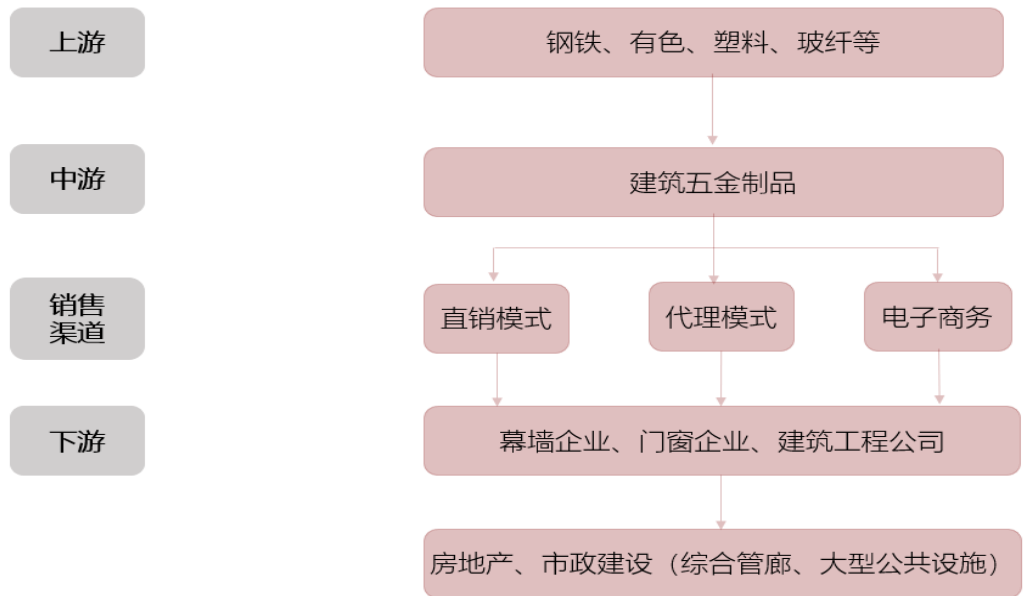 上游
钢铁、有色、塑料、玻纤等
中游
建筑五金制品
销售
渠道
直销模式
代理模式
电子商务
下游
幕墙企业、门窗企业、建筑工程公司
房地产、市政建设（综合管廊、大型公共设施）